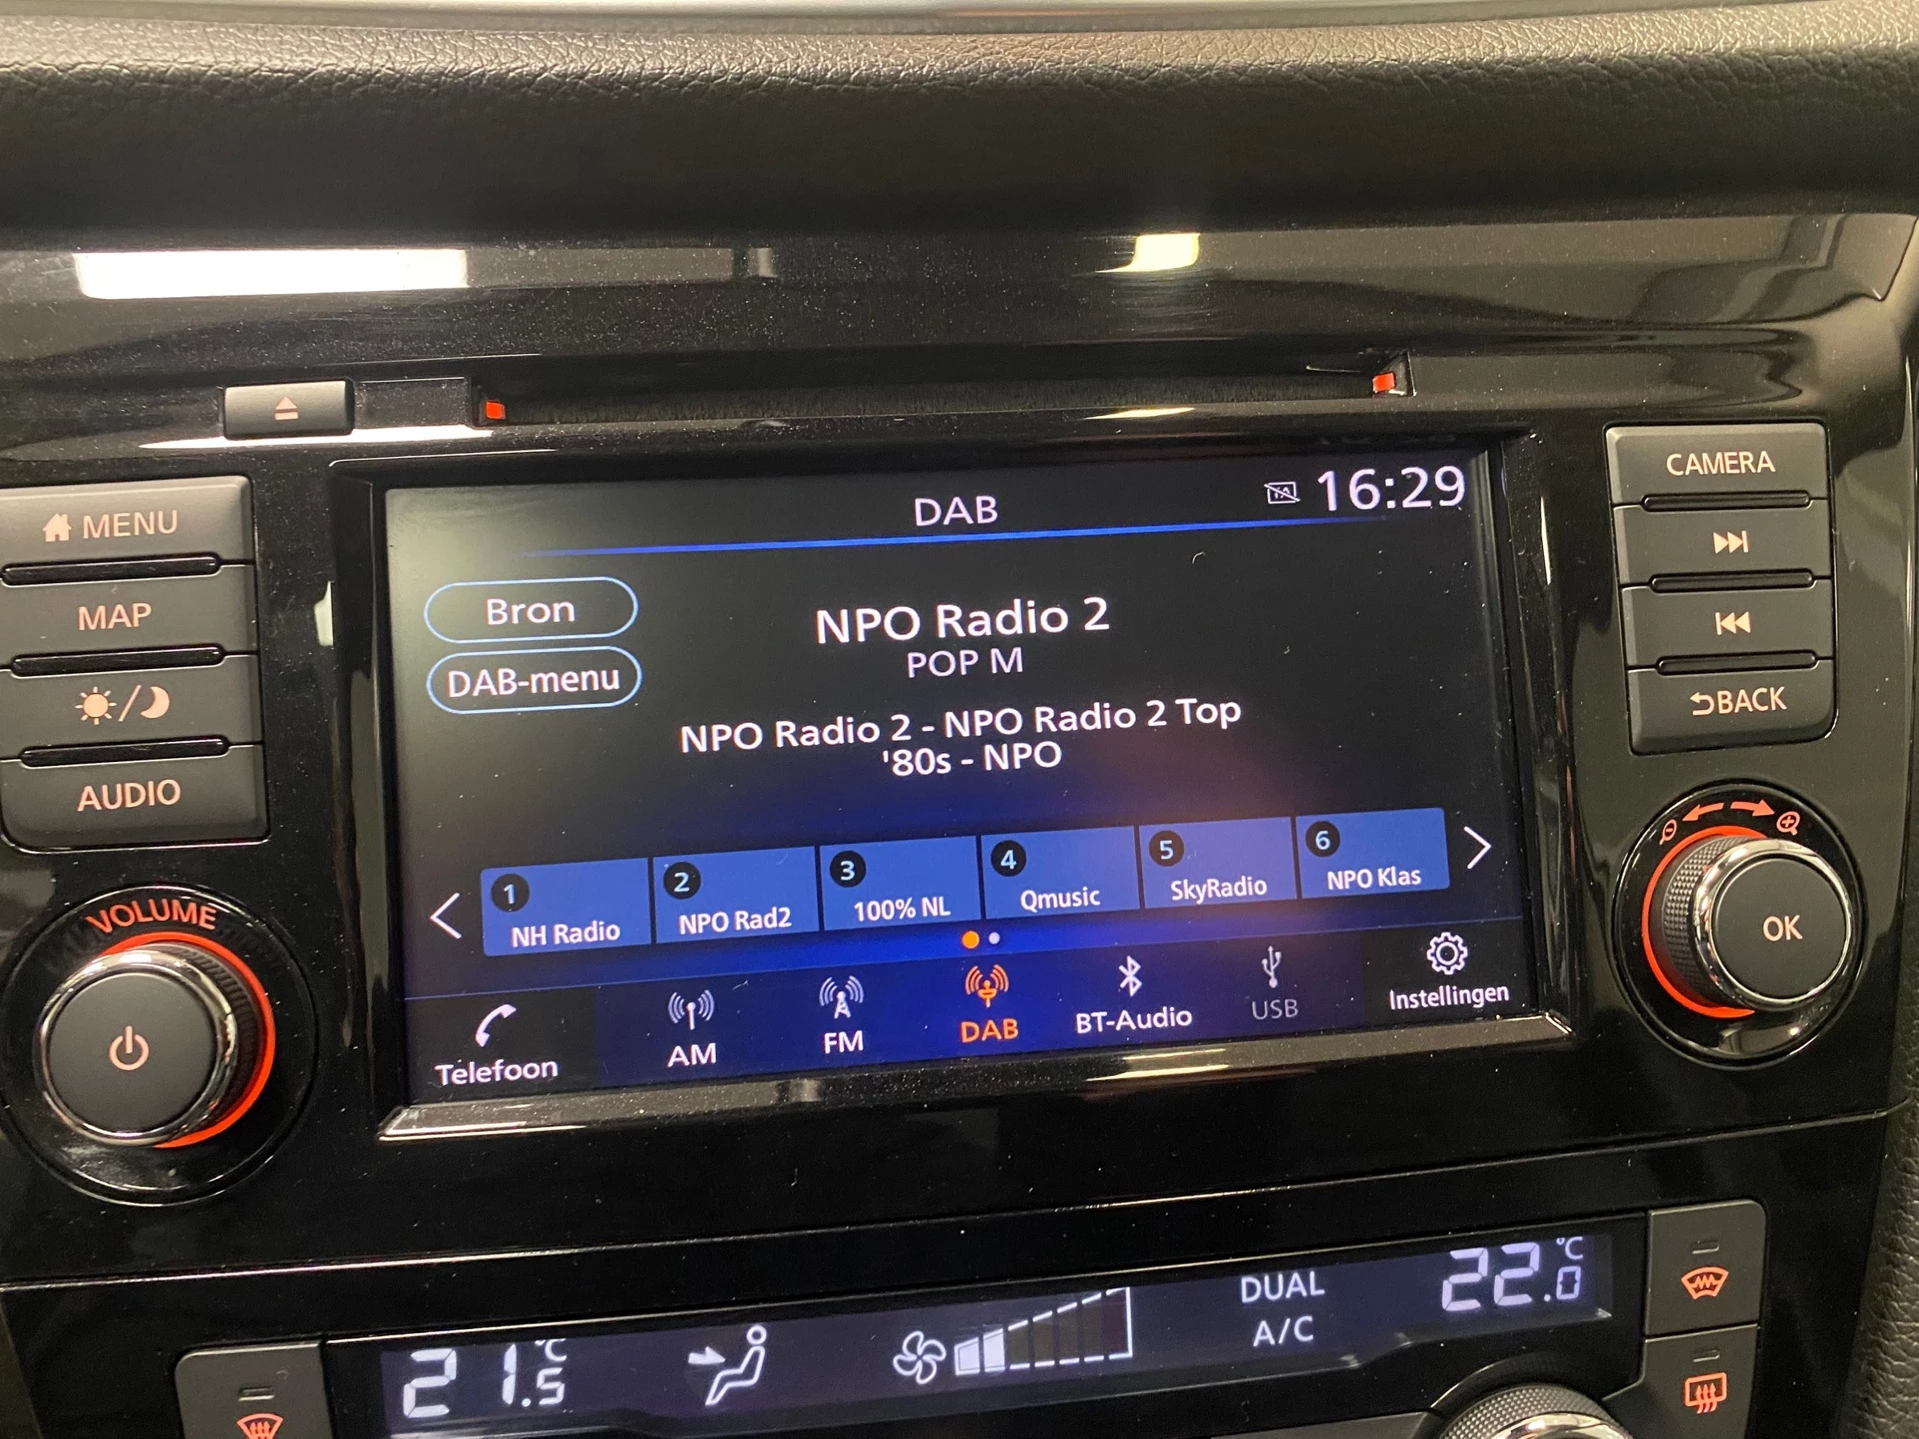 DAB
TA 16:29
MENU
MAP
AUDIO
VOLUME
Bron
DAB-menu
NPO Radio 2
POP M
NPO Radio 2 - NPO Radio 2 Top
'80s - NPO
1 NH Radio
2 NPO Rad2
3 100% NL
4 Qmusic
5 SkyRadio
6 NPO Klas
Telefoon
AM
FM
DAB
BT-Audio
USB
Instellingen
CAMERA
BACK
OK
21.5 °C
DUAL
A/C
22.0 °C